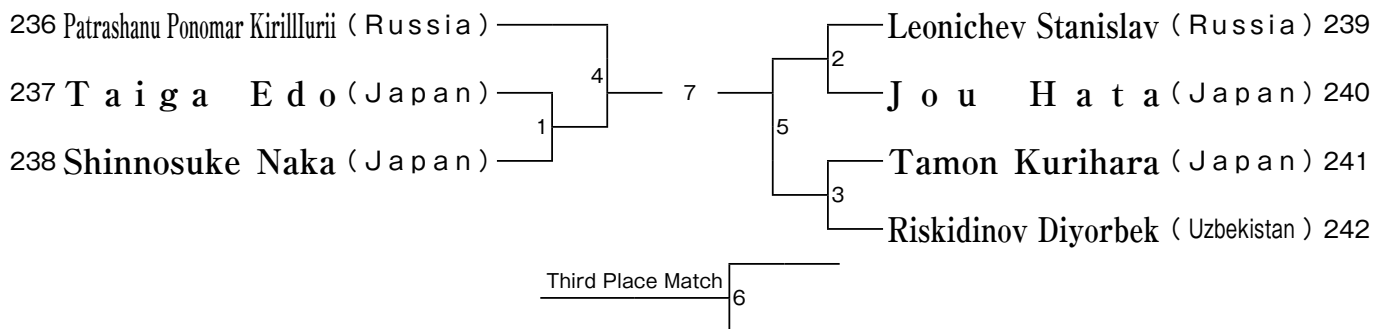 236 Patrashanu Ponomar KirillIurii (Russia)
237 Taiga Edo (Japan)
238 Shinnosuke Naka (Japan)
4
1
7
2
5
3
Leonichev Stanislav (Russia) 239
Jou Hata (Japan) 240
Tamon Kurihara (Japan) 241
Riskidinov Diyorbek (Uzbekistan) 242
Third Place Match
6